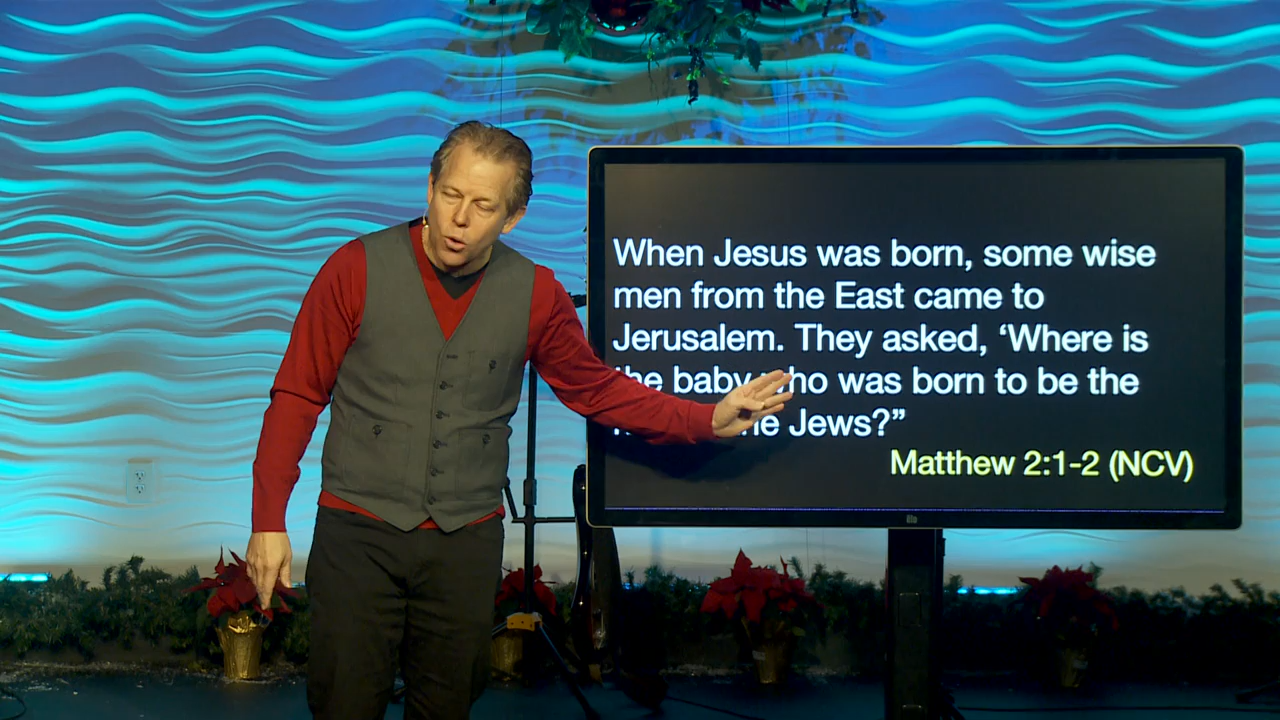 When Jesus was born, some wise
men from the East came to
Jerusalem. They asked, ‘Where is
baby who was born to be the
Jews?”
Matthew 2:1-2 (NCV)